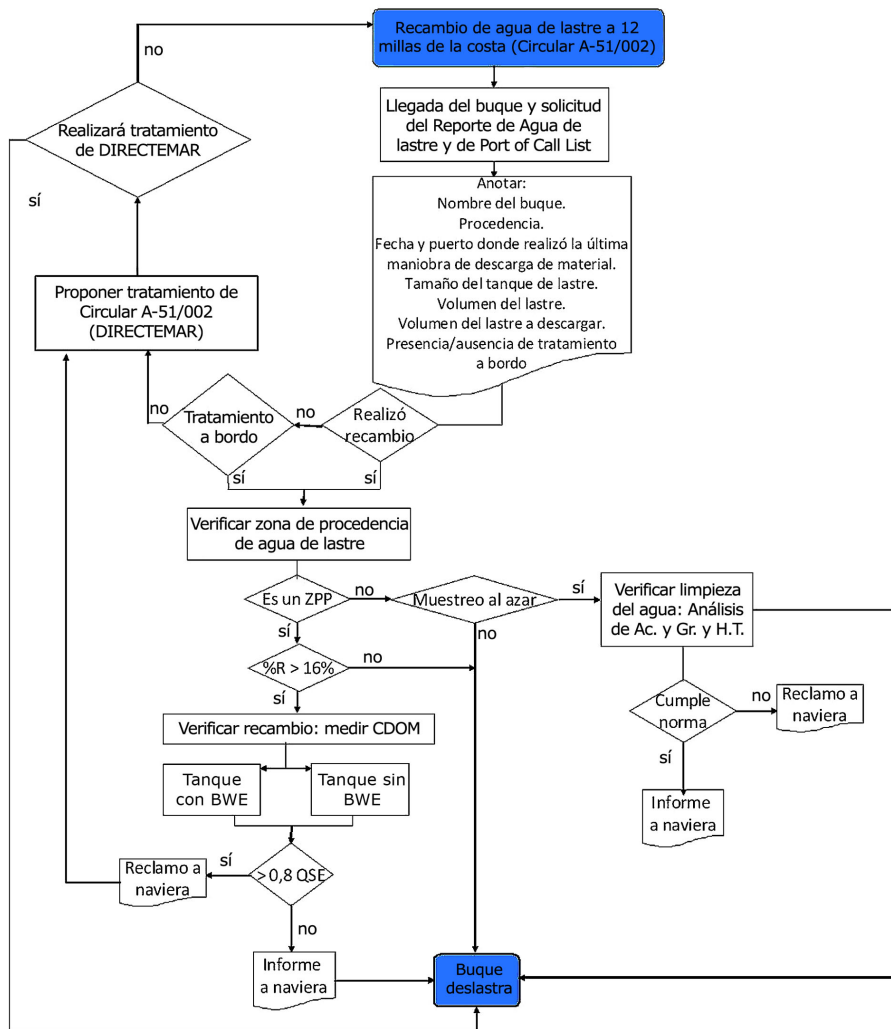 Recambio de agua de lastre a 12
millas de la costa (Circular A-51/002)
no
Llegada del buque y solicitud
del Reporte de Agua de
lastre y de Port of Call List
Realizará tratamiento
de DIRECTEMAR
sí
Anotar:
Nombre del buque.
Procedencia.
Fecha y puerto donde realizó la última
maniobra de descarga de material.
Tamaño del tanque de lastre.
Volumen del lastre.
Volumen del lastre a descargar.
Presencia/ausencia de tratamiento
a bordo
Proponer tratamiento de
Circular A-51/002
(DIRECTEMAR)
no
Tratamiento
a bordo
no
Realizó
recambio
sí
sí
Verificar zona de procedencia
de agua de lastre
Es un ZPP
no
Muestreo al azar
sí
Verificar limpieza
del agua: Análisis
de Ac. y Gr. y H.T.
sí
no
%R > 16%
no
sí
Cumple
norma
no
Reclamo a
naviera
Verificar recambio: medir CDOM
sí
Tanque
con BWE
Tanque sin
BWE
Informe
a naviera
Reclamo a
naviera
sí
> 0,8 QSE
no
Informe
a naviera
Buque
deslastra